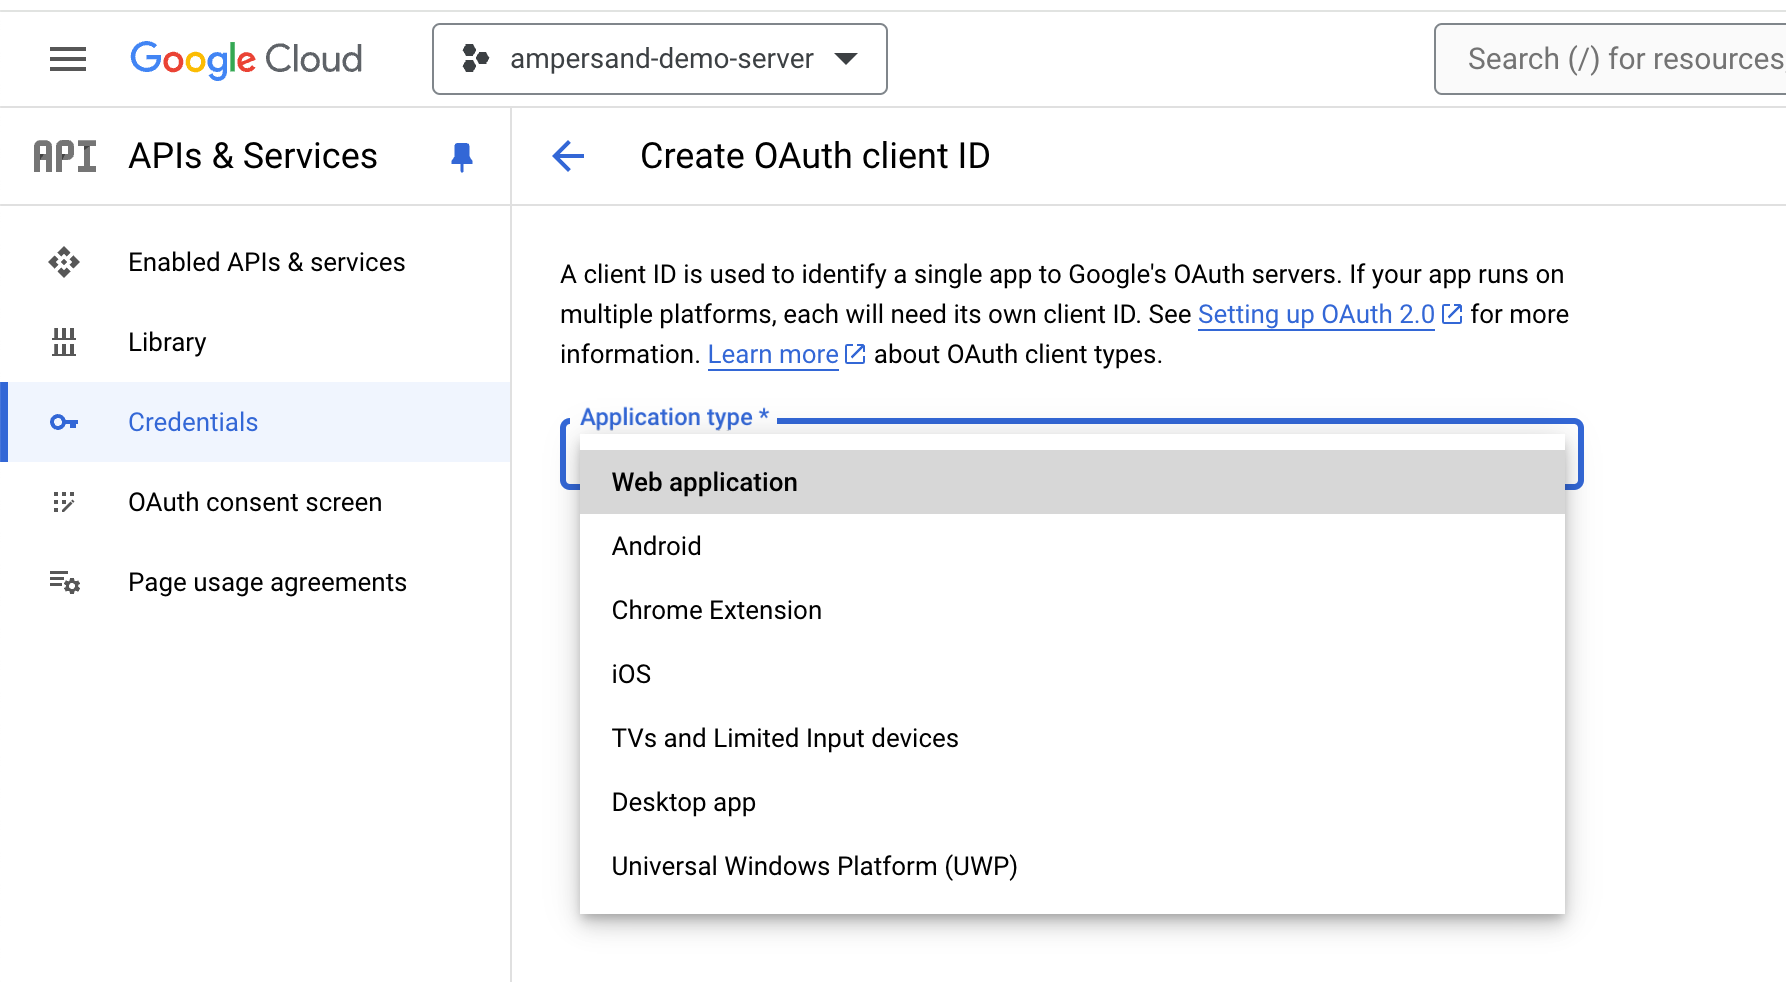 Google Cloud
ampersand-demo-server
Search (/) for resources,
API
APIs & Services
Create OAuth client ID
Enabled APIs & services
Library
Credentials
OAuth consent screen
Page usage agreements
A client ID is used to identify a single app to Google's OAuth servers. If your app runs on
multiple platforms, each will need its own client ID. See Setting up OAuth 2.0 for more
information. Learn more about OAuth client types.
Application type *
Web application
Android
Chrome Extension
iOS
TVs and Limited Input devices
Desktop app
Universal Windows Platform (UWP)